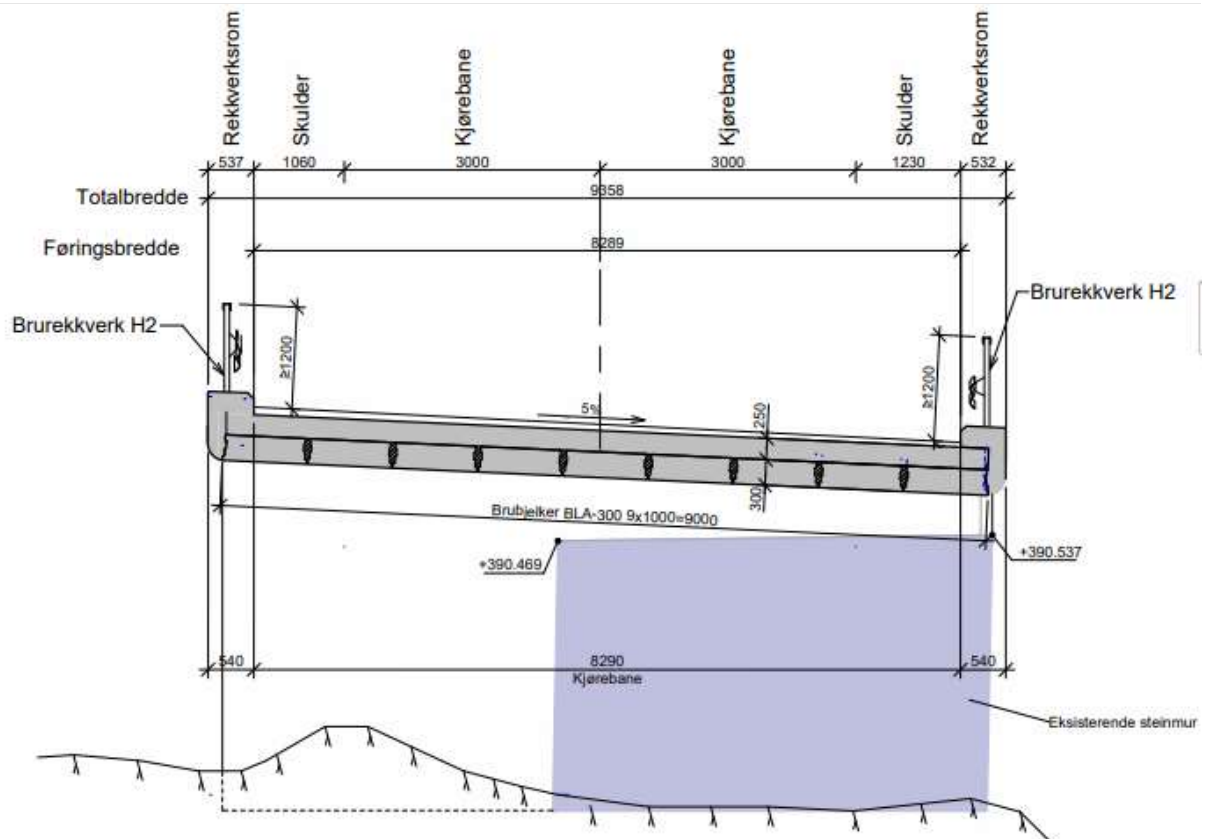 Rekkverksrom
Skulder
Kjørebane
Kjørebane
Skulder
Rekkverksrom
537 1060 3000 3000 1230 532
Totalbredde 9358
Føringsbredde 8289
Brurekkverk H2
Brurekkverk H2
≥1200
≥1200
5%
250
300
Brubjelker BLA-300 9x1000=9000
+390.469
+390.537
540 8290 540
Kjørebane
Eksisterende steinmur